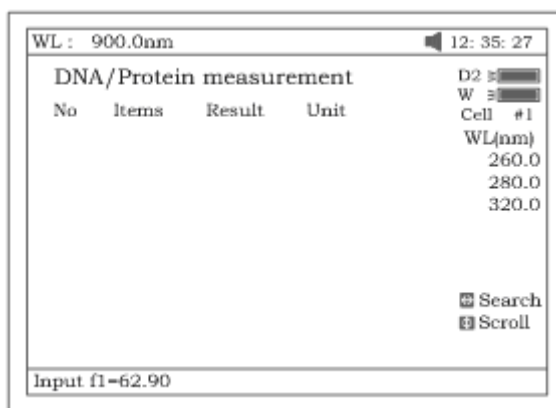 WL : 900.0nm 12: 35: 27
DNA/Protein measurement
No Items Result Unit
D2
W
Cell #1
WL(nm)
260.0
280.0
320.0
Search
Scroll
Input f1=62.90